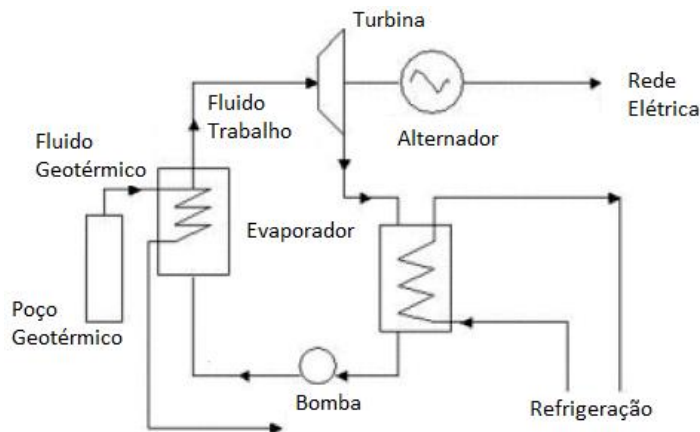 Turbina
Fluido
Trabalho
Rede
Elétrica
Alternador
Fluido
Geotérmico
Evaporador
Poço
Geotérmico
Bomba
Refrigeração